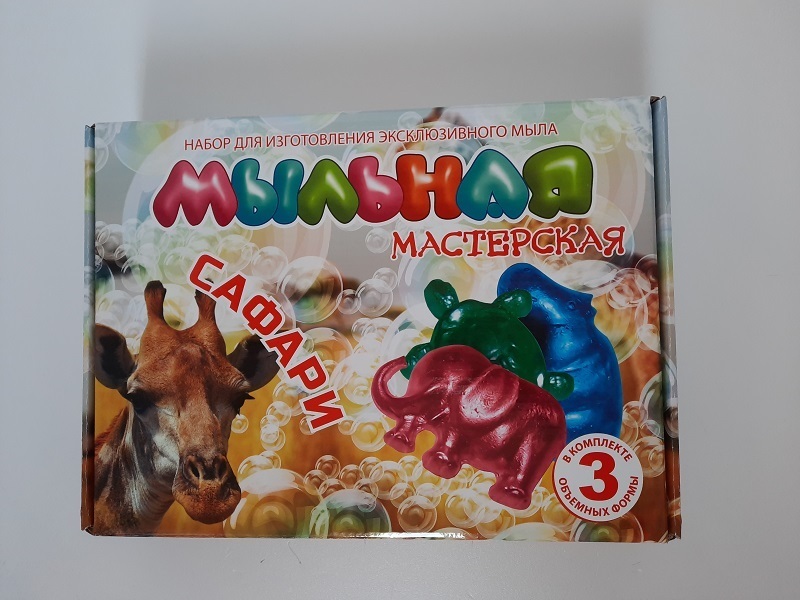 НАБОР ДЛЯ ИЗГОТОВЛЕНИЯ ЭКСКЛЮЗИВНОГО МЫЛА
МЫЛЬНАЯ
МАСТЕРСКАЯ
САФАРИ
В КОМПЛЕКТЕ
3
ОБЪЕМНЫХ ФОРМЫ